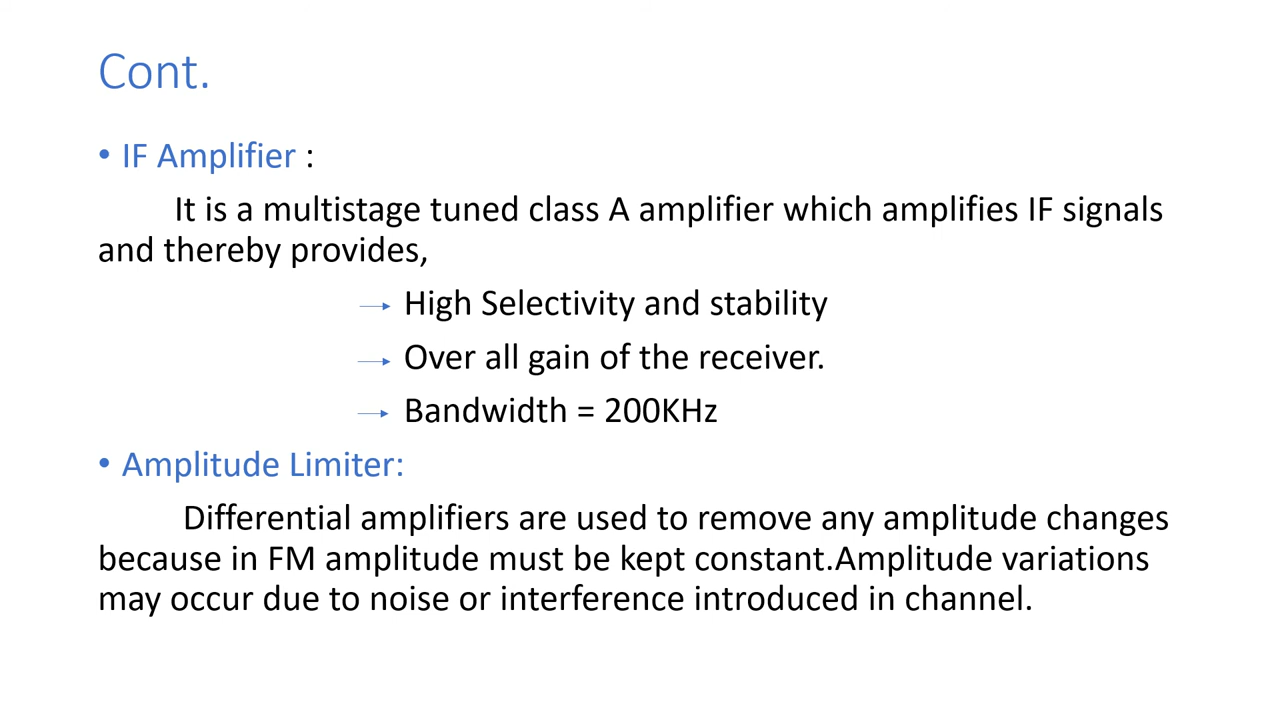 Cont.
• IF Amplifier :
It is a multistage tuned class A amplifier which amplifies IF signals
and thereby provides,
High Selectivity and stability
Over all gain of the receiver.
Bandwidth = 200KHz
• Amplitude Limiter:
Differential amplifiers are used to remove any amplitude changes
because in FM amplitude must be kept constant.Amplitude variations
may occur due to noise or interference introduced in channel.